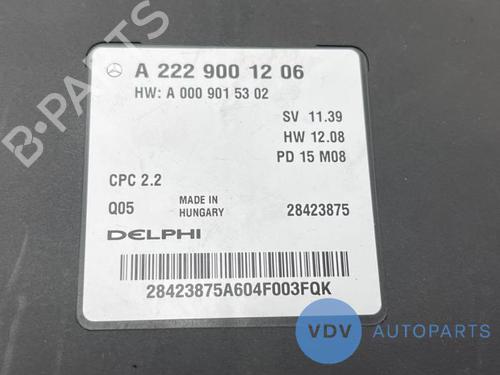 A 222 900 12 06
HW: A 000 901 53 02
SV 11.39
HW 12.08
PD 15 M08
CPC 2.2
Q05
MADE IN
HUNGARY
28423875
DELPHI
28423875A604F003FQK
B-PARTS
VDV AUTOPARTS